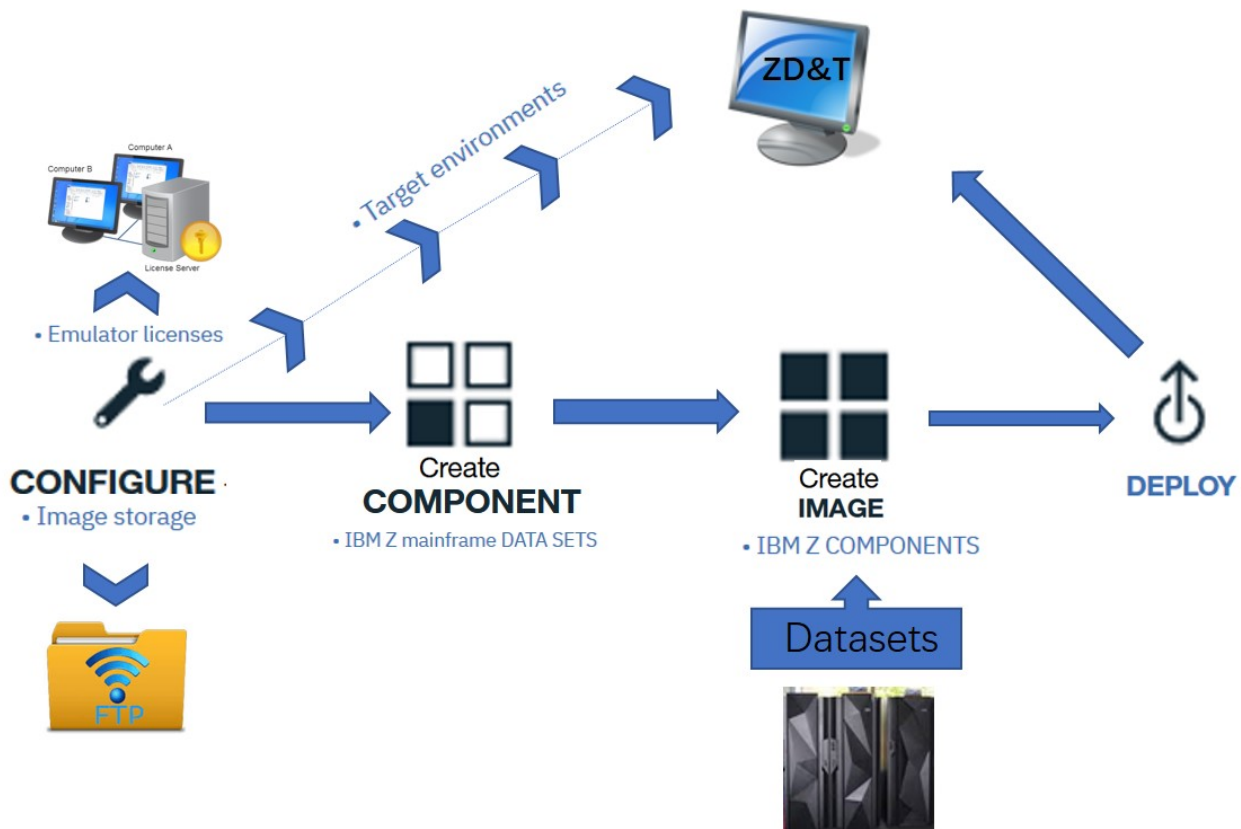 ZD&T
• Target environments
Computer A
Computer B
License Server
• Emulator licenses
CONFIGURE
• Image storage
FTP
Create
COMPONENT
• IBM Z mainframe DATA SETS
Create
IMAGE
• IBM Z COMPONENTS
Datasets
DEPLOY